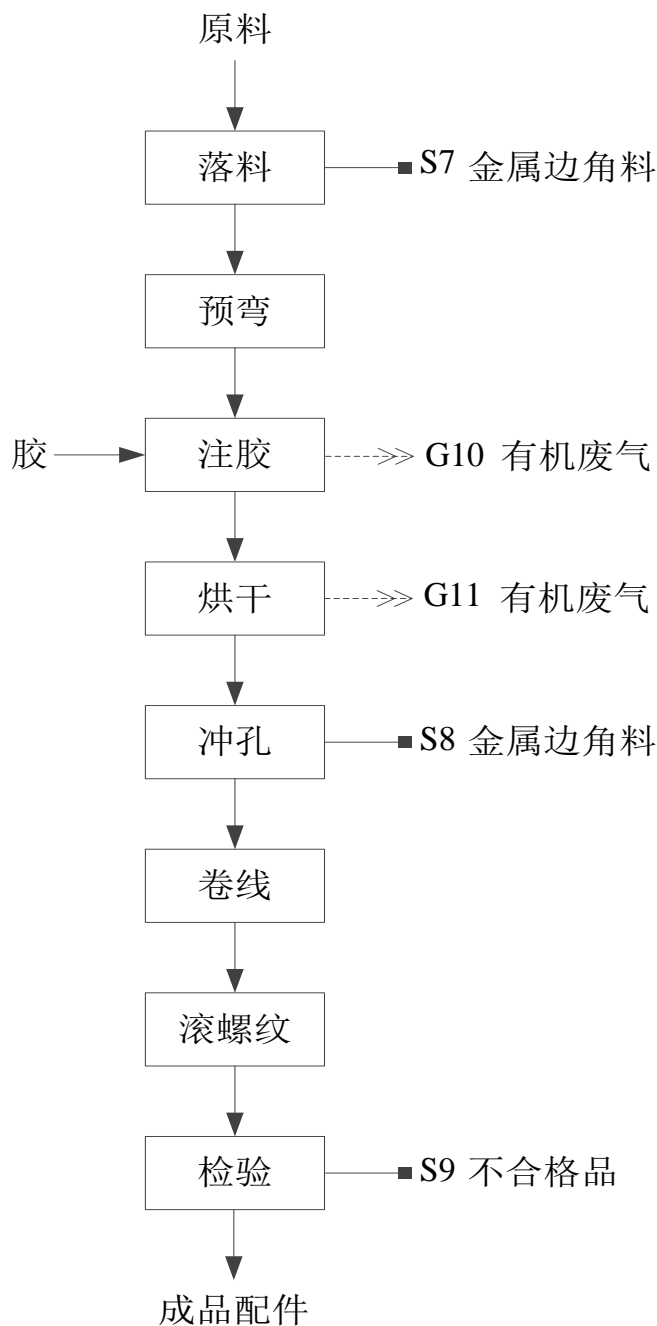 原料
落料
S7 金属边角料
预弯
胶
注胶
G10 有机废气
烘干
G11 有机废气
冲孔
S8 金属边角料
卷线
滚螺纹
检验
S9 不合格品
成品配件